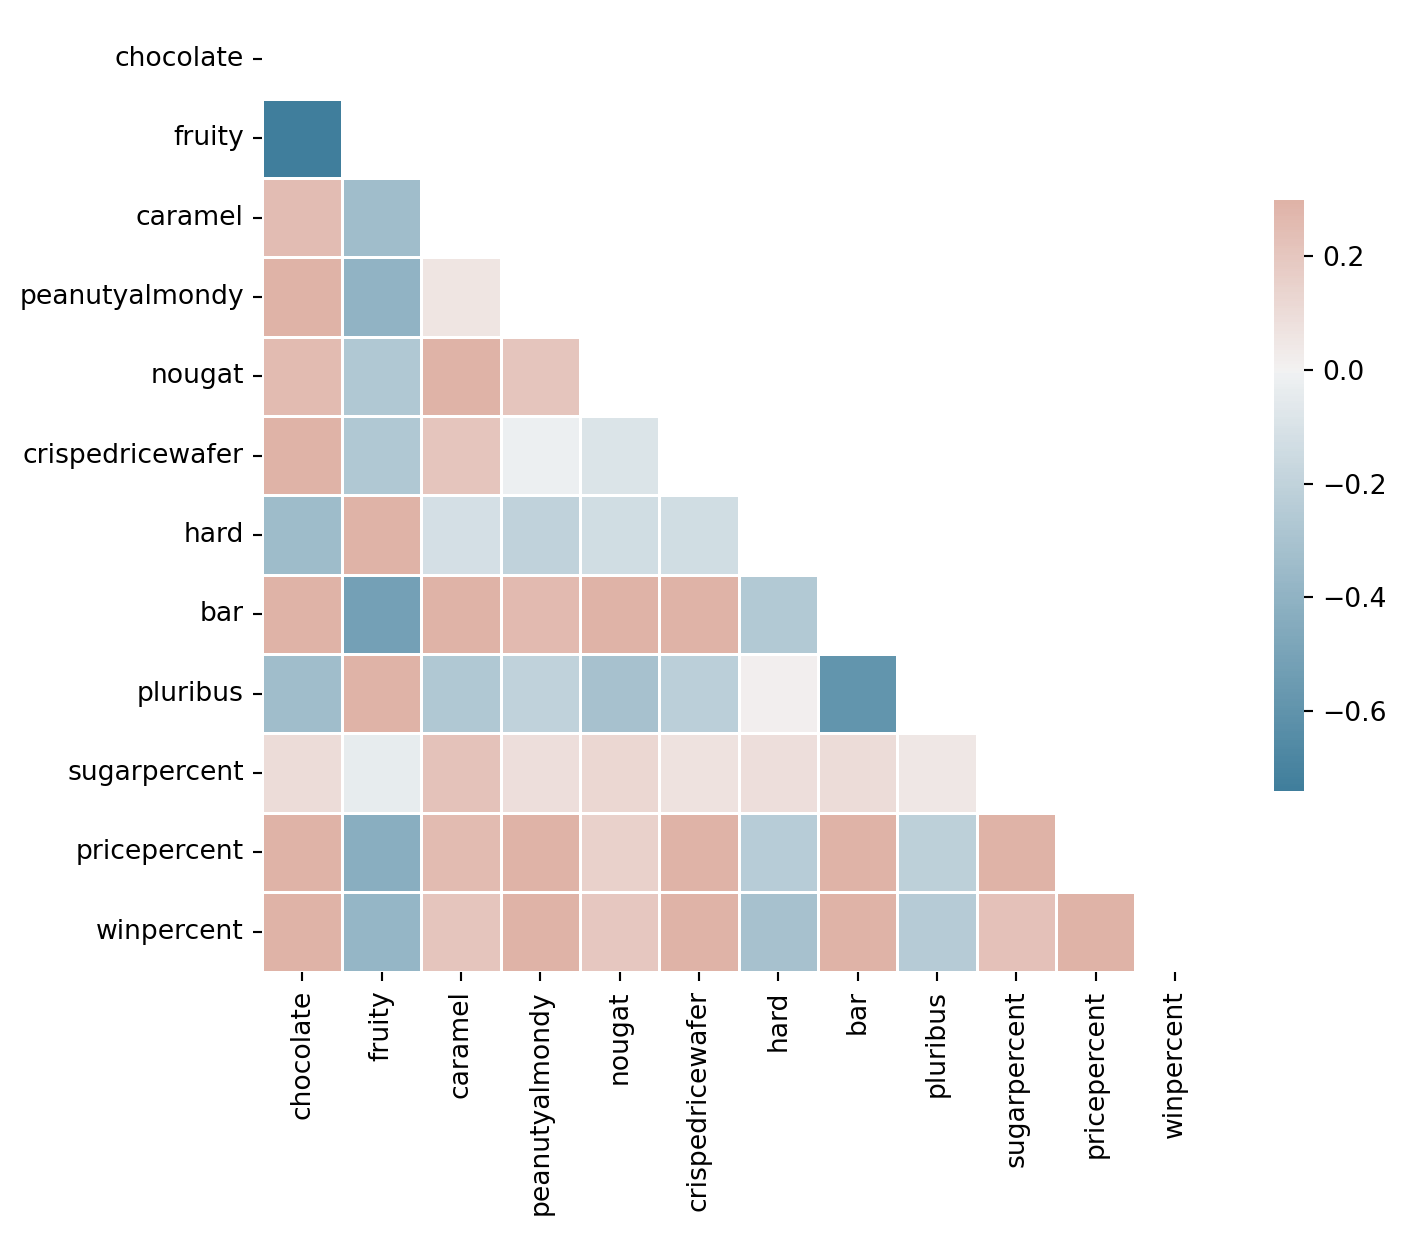 chocolate
fruity
caramel
peanutyalmondy
nougat
crispedricewafer
hard
bar
pluribus
sugarpercent
pricepercent
winpercent
chocolate
fruity
caramel
peanutyalmondy
nougat
crispedricewafer
hard
bar
pluribus
sugarpercent
pricepercent
winpercent
0.2
0.0
−0.2
−0.4
−0.6